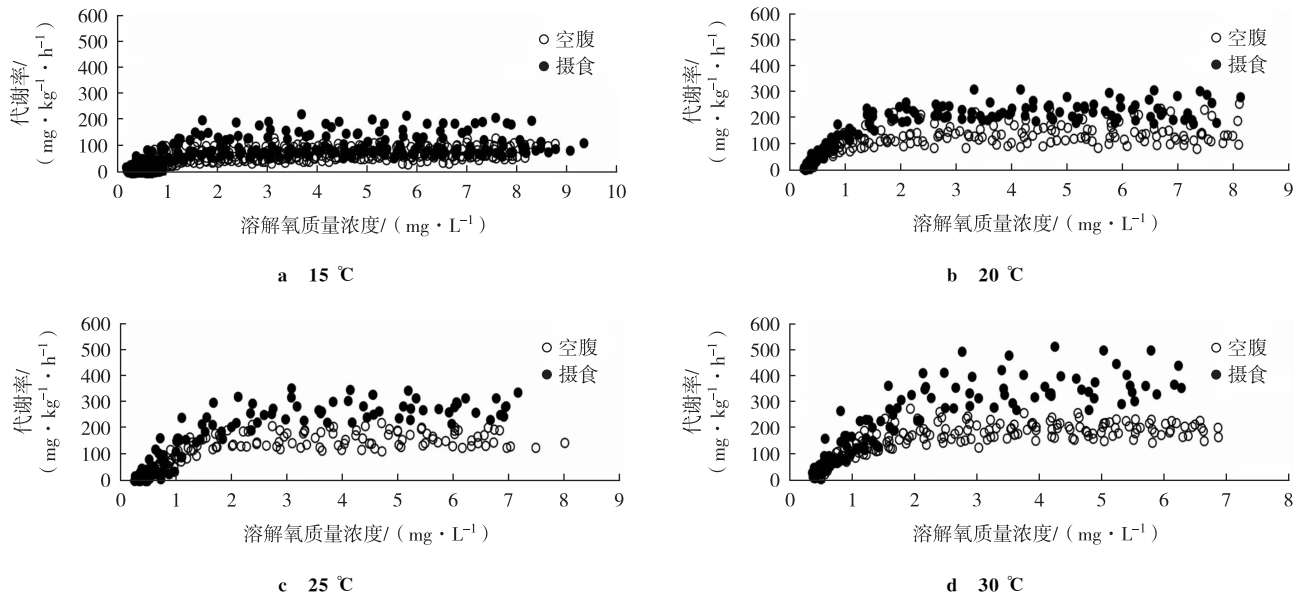 600
500
400
300
200
100
0
代谢率/
(mg·kg⁻¹·h⁻¹)
空腹
摄食
0 1 2 3 4 5 6 7 8 9 10
溶解氧质量浓度/(mg·L⁻¹)
a 15 ℃
600
500
400
300
200
100
0
代谢率/
(mg·kg⁻¹·h⁻¹)
空腹
摄食
0 1 2 3 4 5 6 7 8 9
溶解氧质量浓度/(mg·L⁻¹)
b 20 ℃
600
500
400
300
200
100
0
代谢率/
(mg·kg⁻¹·h⁻¹)
空腹
摄食
0 1 2 3 4 5 6 7 8 9
溶解氧质量浓度/(mg·L⁻¹)
c 25 ℃
600
500
400
300
200
100
0
代谢率/
(mg·kg⁻¹·h⁻¹)
空腹
摄食
0 1 2 3 4 5 6 7 8
溶解氧质量浓度/(mg·L⁻¹)
d 30 ℃